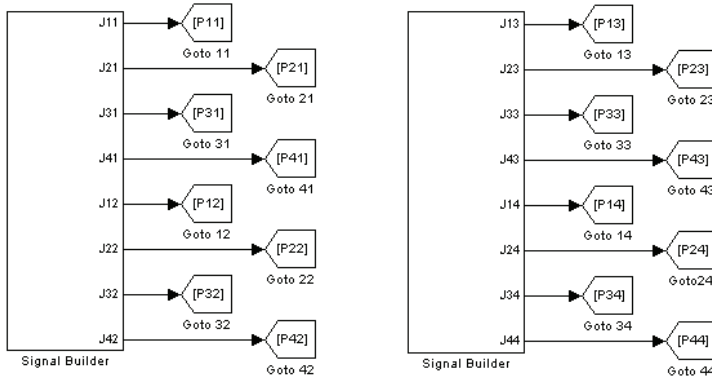 J11 [P11]
Goto 11
J21 [P21]
Goto 21
J31 [P31]
Goto 31
J41 [P41]
Goto 41
J12 [P12]
Goto 12
J22 [P22]
Goto 22
J32 [P32]
Goto 32
J42 [P42]
Goto 42
Signal Builder
J13 [P13]
Goto 13
J23 [P23]
Goto 23
J33 [P33]
Goto 33
J43 [P43]
Goto 43
J14 [P14]
Goto 14
J24 [P24]
Goto24
J34 [P34]
Goto 34
J44 [P44]
Goto 44
Signal Builder